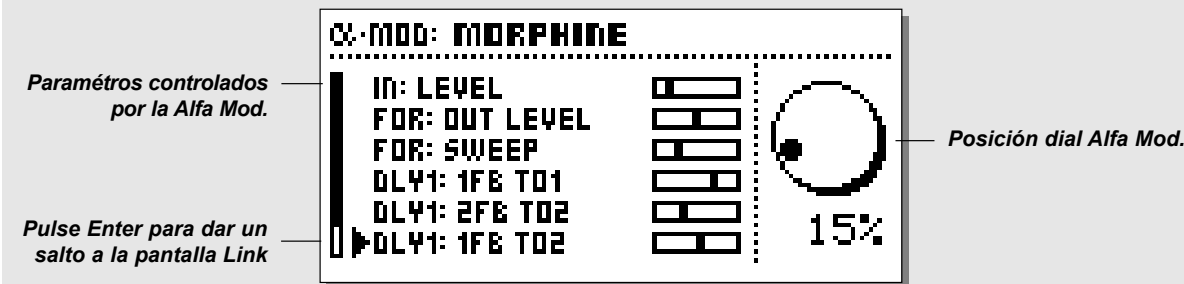 α·MOD: MORPHINE
Paramétros controlados
por la Alfa Mod.
IN: LEVEL
FOR: OUT LEVEL
FOR: SWEEP
DLY1: 1FB TO1
DLY1: 2FB TO2
DLY1: 1FB TO2
Pulse Enter para dar un
salto a la pantalla Link
Posición dial Alfa Mod.
15%